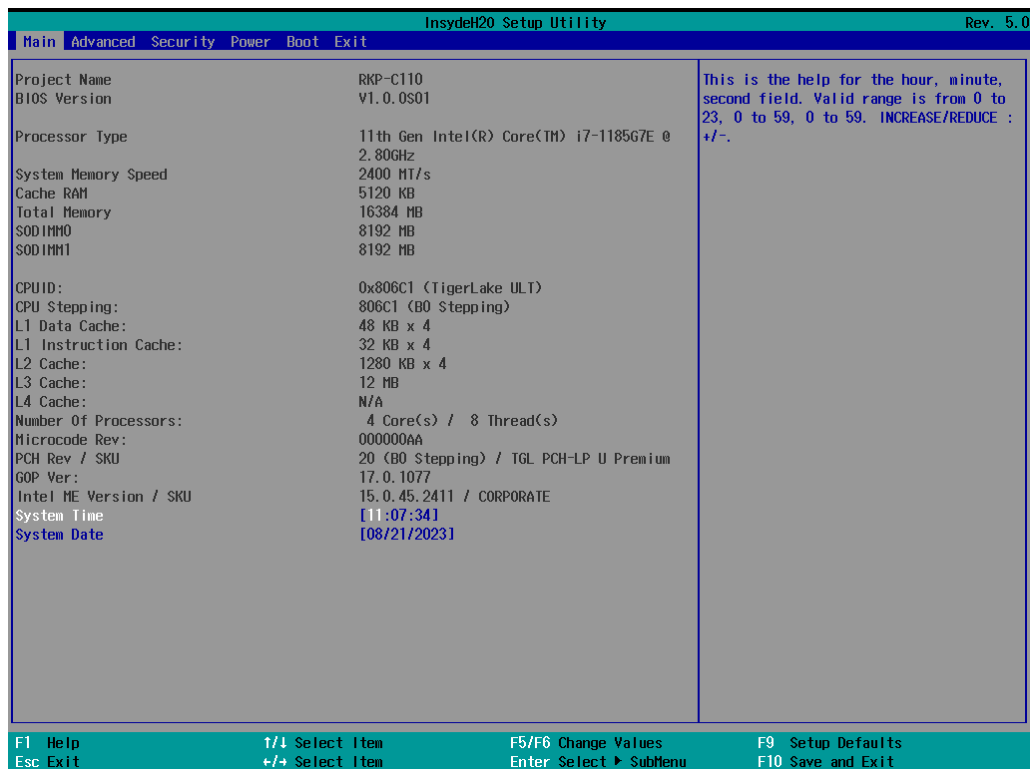 InsydeH20 Setup Utility Rev. 5.0
Main Advanced Security Power Boot Exit
Project Name RKP-C110
BIOS Version V1.0.0S01
Processor Type 11th Gen Intel(R) Core(TM) i7-1185G7E @
2.80GHz
System Memory Speed 2400 MT/s
Cache RAM 5120 KB
Total Memory 16384 MB
SODIMM0 8192 MB
SODIMM1 8192 MB
CPUID: 0x806C1 (TigerLake ULT)
CPU Stepping: 806C1 (B0 Stepping)
L1 Data Cache: 48 KB x 4
L1 Instruction Cache: 32 KB x 4
L2 Cache: 1280 KB x 4
L3 Cache: 12 MB
L4 Cache: N/A
Number Of Processors: 4 Core(s) / 8 Thread(s)
Microcode Rev: 000000AA
PCH Rev / SKU 20 (B0 Stepping) / TGL PCH-LP U Premium
GOP Ver: 17.0.1077
Intel ME Version / SKU 15.0.45.2411 / CORPORATE
System Time [11:07:34]
System Date [08/21/2023]
This is the help for the hour, minute,
second field. Valid range is from 0 to
23, 0 to 59, 0 to 59. INCREASE/REDUCE :
+/-.
F1 Help ↑/↓ Select Item F5/F6 Change Values F9 Setup Defaults
Esc Exit ←/→ Select Item Enter Select ▶ SubMenu F10 Save and Exit